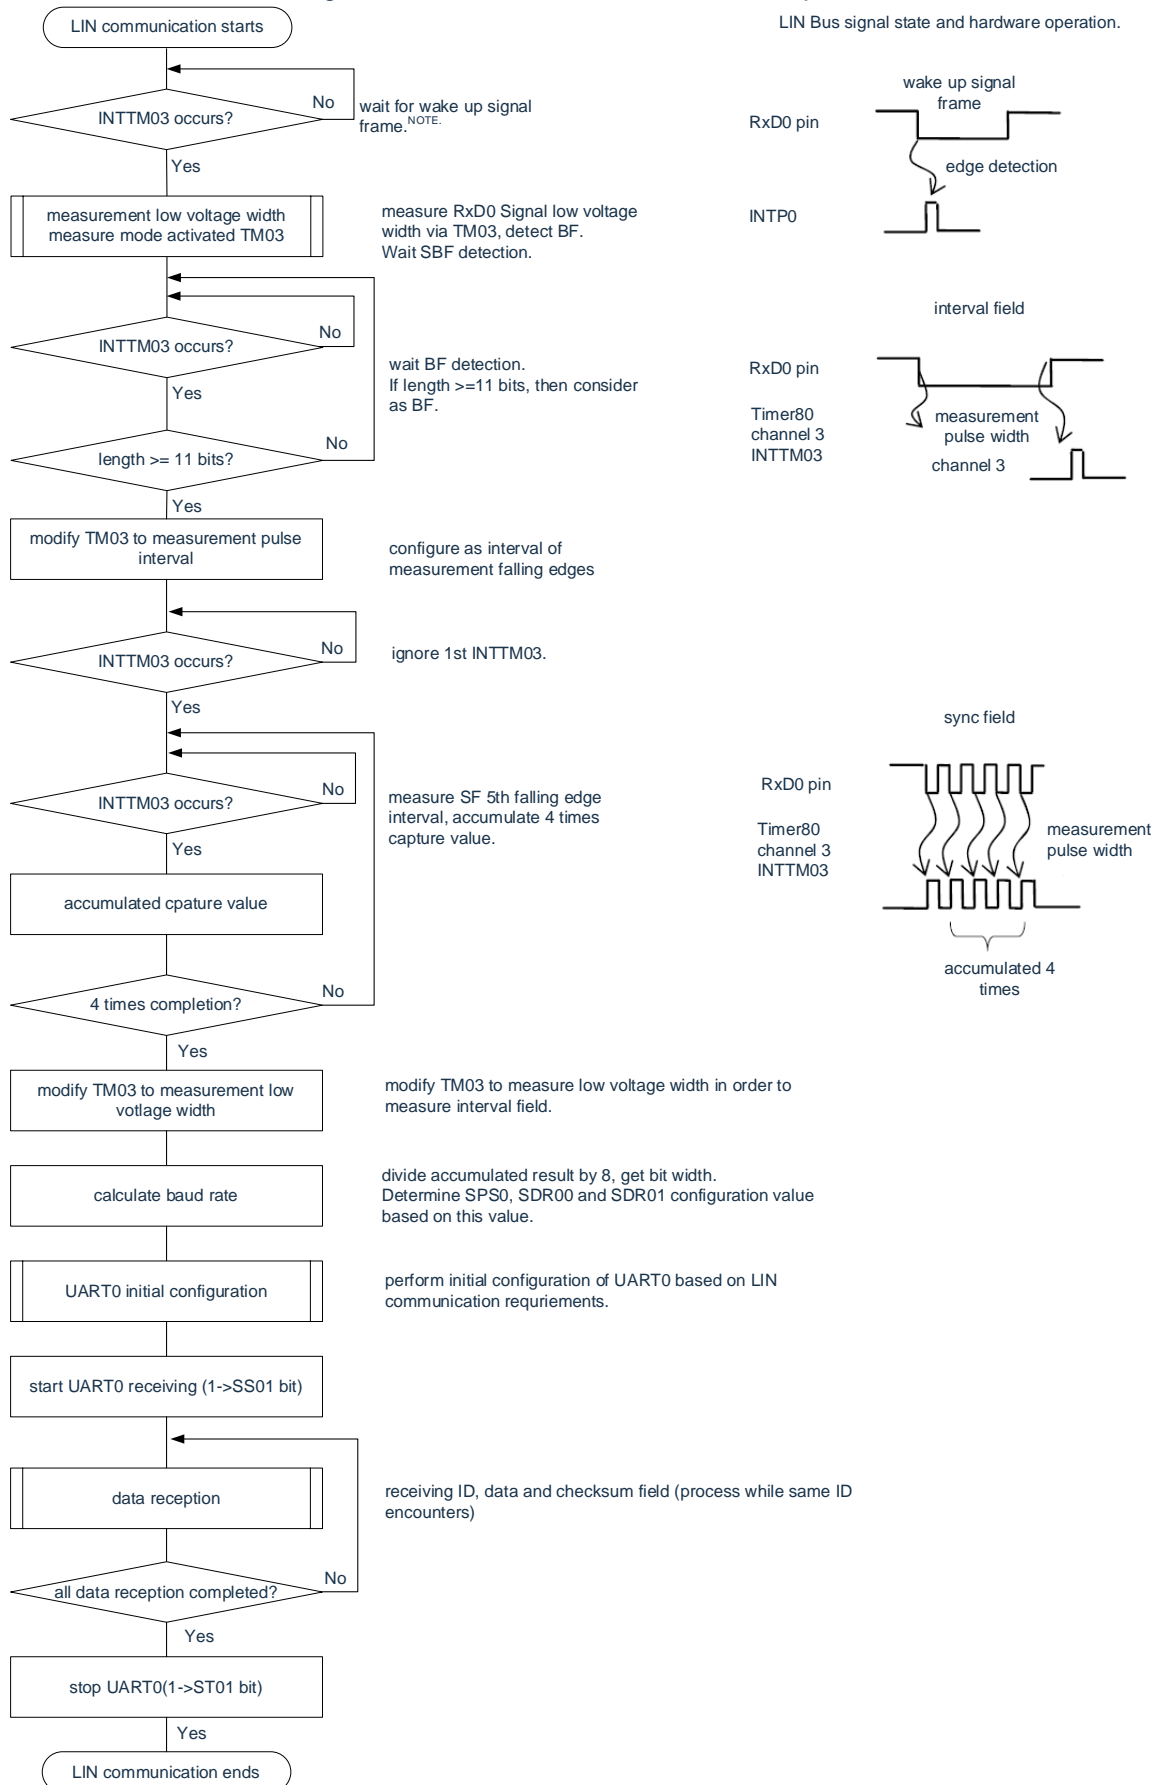 LIN communication starts
LIN Bus signal state and hardware operation.
INTTM03 occurs?
No
wait for wake up signal
frame.NOTE.
Yes
wake up signal
frame
RxD0 pin
edge detection
INTP0
measurement low voltage width
measure mode activated TM03
measure RxD0 Signal low voltage
width via TM03, detect BF.
Wait SBF detection.
INTTM03 occurs?
No
Yes
wait BF detection.
If length >=11 bits, then consider
as BF.
length >= 11 bits?
No
Yes
interval field
RxD0 pin
Timer80
channel 3
INTTM03
measurement
pulse width
channel 3
modify TM03 to measurement pulse
interval
configure as interval of
measurement falling edges
INTTM03 occurs?
No
ignore 1st INTTM03.
Yes
INTTM03 occurs?
No
Yes
measure SF 5th falling edge
interval, accumulate 4 times
capture value.
sync field
RxD0 pin
Timer80
channel 3
INTTM03
measurement
pulse width
accumulated 4
times
accumulated cpature value
4 times completion?
No
Yes
modify TM03 to measurement low
votlage width
modify TM03 to measure low voltage width in order to
measure interval field.
calculate baud rate
divide accumulated result by 8, get bit width.
Determine SPS0, SDR00 and SDR01 configuration value
based on this value.
UART0 initial configuration
perform initial configuration of UART0 based on LIN
communication requriements.
start UART0 receiving (1->SS01 bit)
data reception
receiving ID, data and checksum field (process while same ID
encounters)
all data reception completed?
No
Yes
stop UART0(1->ST01 bit)
Yes
LIN communication ends